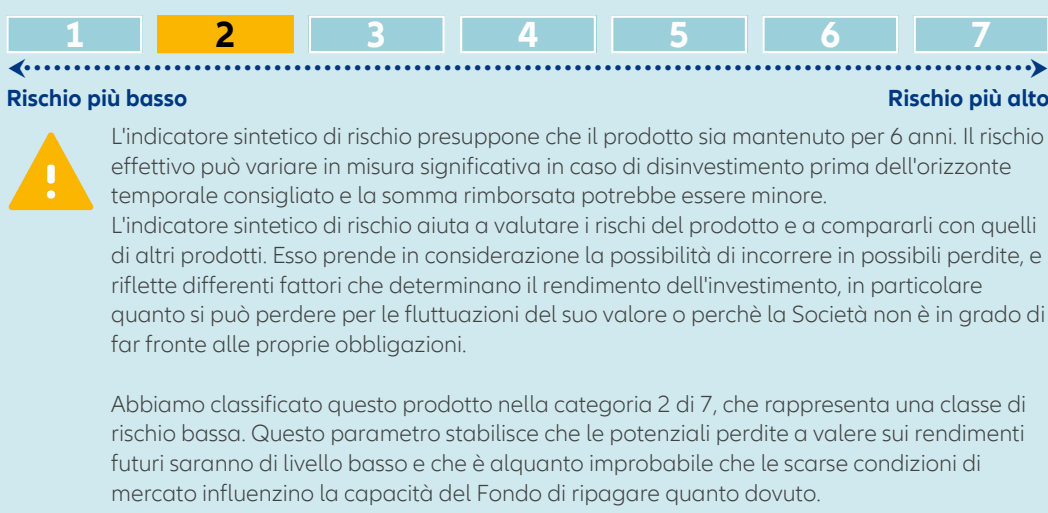 1 2 3 4 5 6 7
Rischio più basso Rischio più alto
L'indicatore sintetico di rischio presuppone che il prodotto sia mantenuto per 6 anni. Il rischio
effettivo può variare in misura significativa in caso di disinvestimento prima dell'orizzonte
temporale consigliato e la somma rimborsata potrebbe essere minore.
L'indicatore sintetico di rischio aiuta a valutare i rischi del prodotto e a compararli con quelli
di altri prodotti. Esso prende in considerazione la possibilità di incorrere in possibili perdite, e
riflette differenti fattori che determinano il rendimento dell'investimento, in particolare
quanto si può perdere per le fluttuazioni del suo valore o perchè la Società non è in grado di
far fronte alle proprie obbligazioni.
Abbiamo classificato questo prodotto nella categoria 2 di 7, che rappresenta una classe di
rischio bassa. Questo parametro stabilisce che le potenziali perdite a valere sui rendimenti
futuri saranno di livello basso e che è alquanto improbabile che le scarse condizioni di
mercato influenzino la capacità del Fondo di ripagare quanto dovuto.